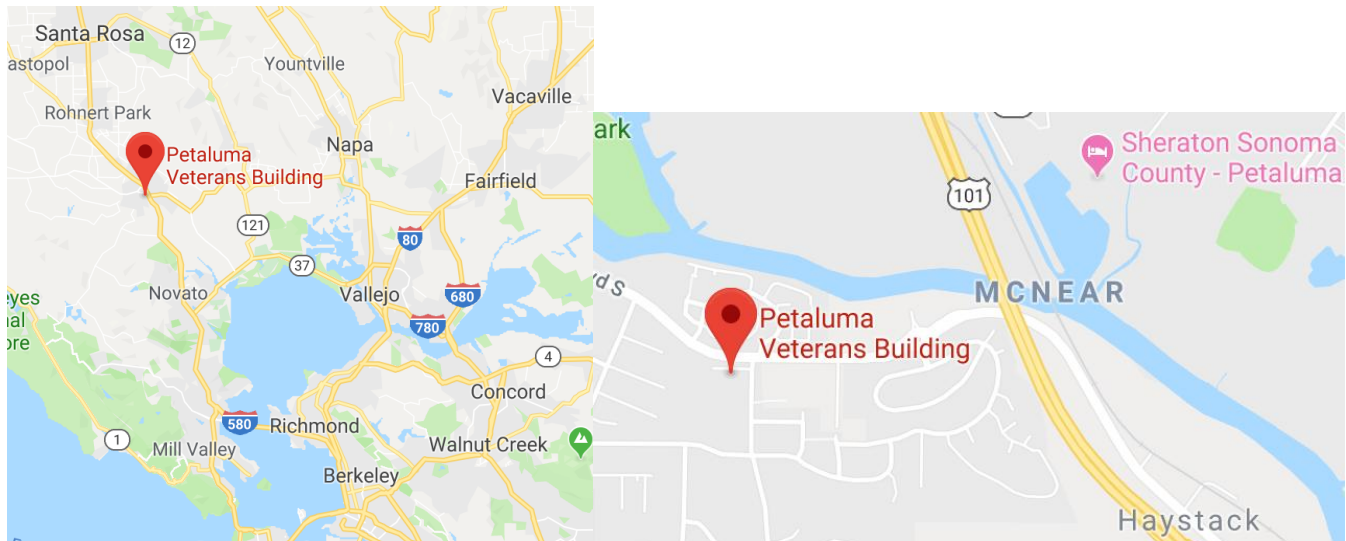 Santa Rosa
12
astopol
Yountville
Vacaville
Rohnert Park
Napa
Petaluma
Veterans Building
Fairfield
121
80
37
Novato
Vallejo
680
780
eyes
nal
ore
4
Concord
580
Richmond
1
Mill Valley
Walnut Creek
Berkeley
ark
Sheraton Sonoma
County - Petaluma
101
yd S
MCNEAR
Petaluma
Veterans Building
Haystack